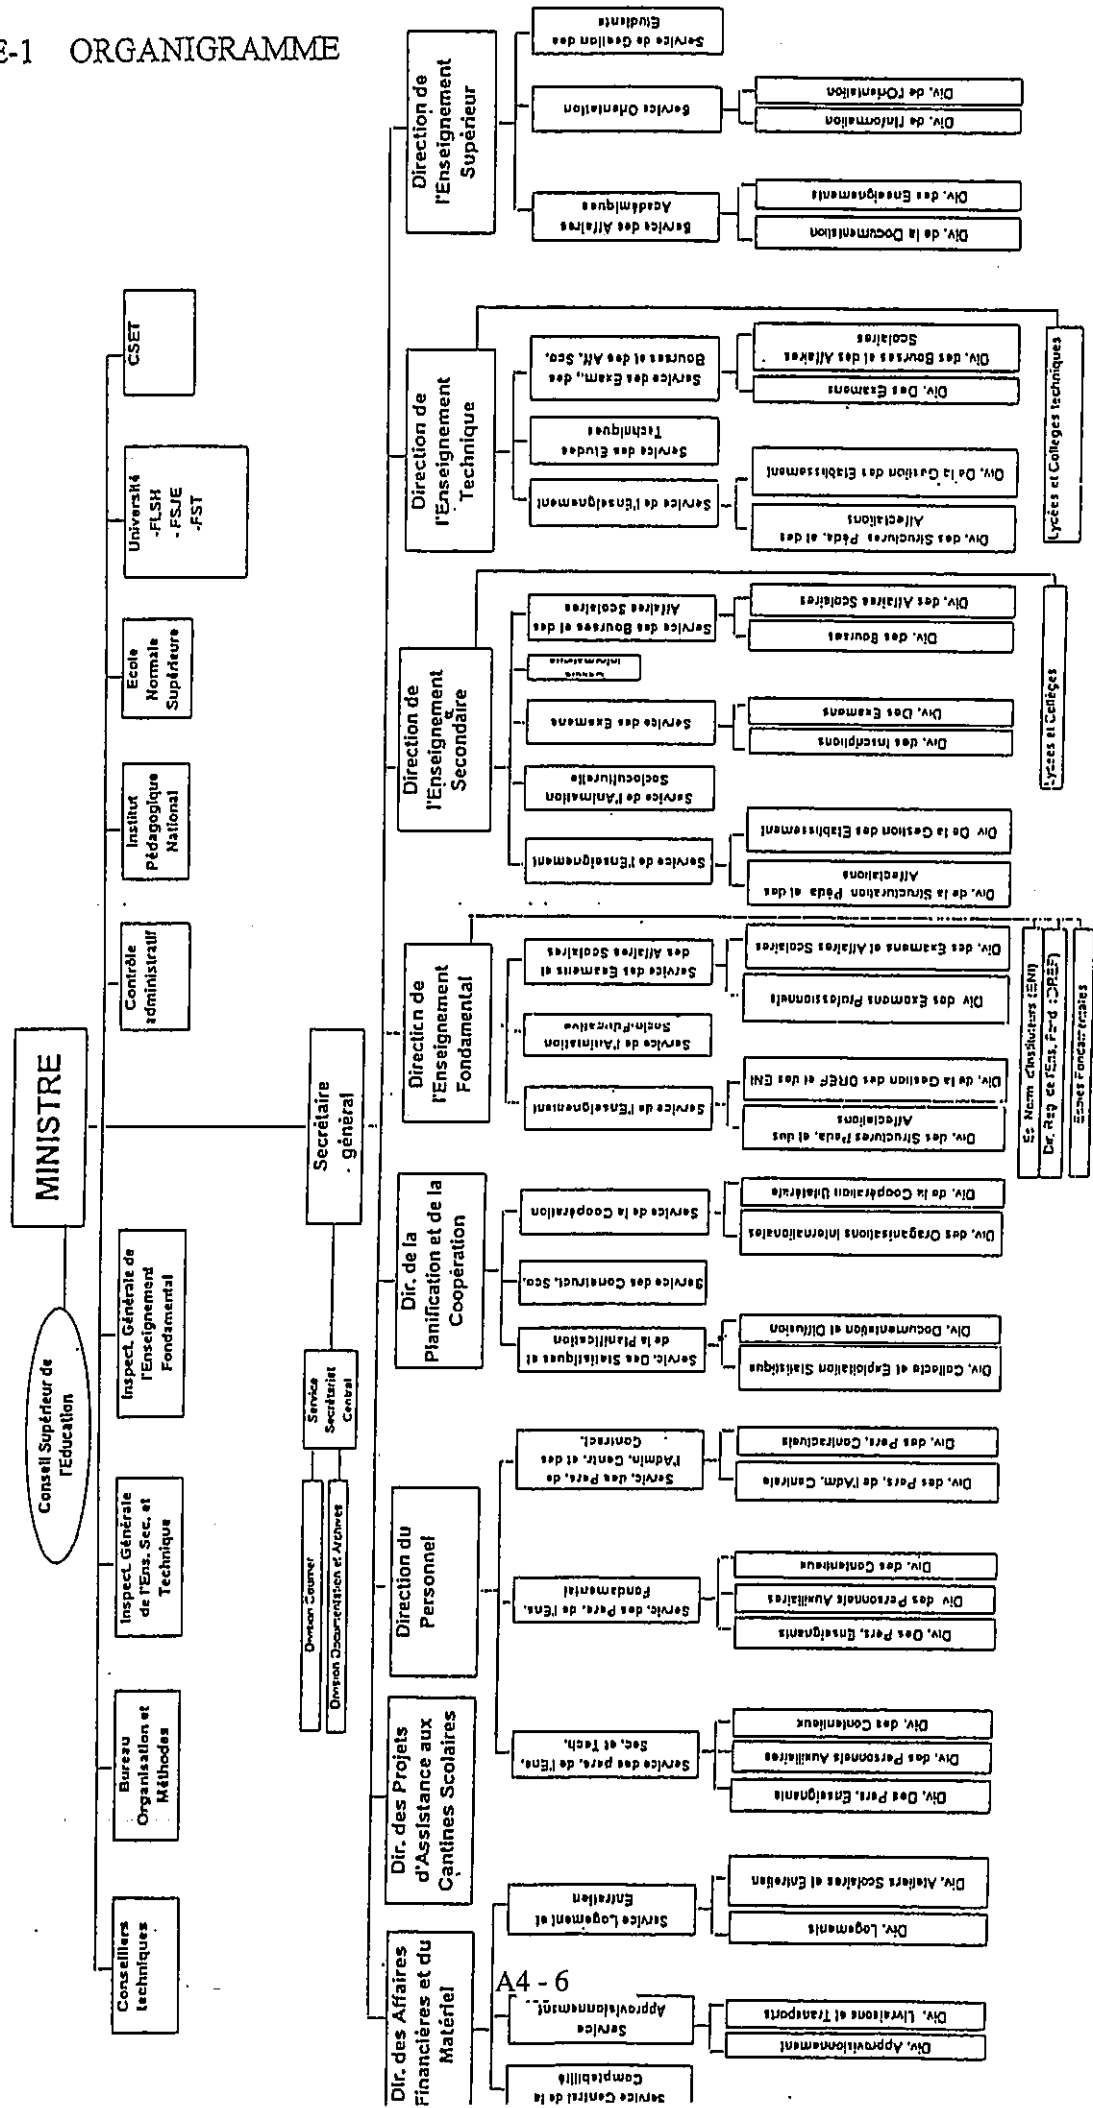 E-1 ORGANIGRAMME
MINISTRE
Conseil Supérieur de
l'Education
Conseillers
techniques
Bureau
Organisation et
Méthodes
Inspect. Générale
de l'Ens. Sec. et
Technique
Inspect. Générale de
l'Enseignement
Fondamental
Contrôle
administratif
Institut
Pédagogique
National
Ecole
Normale
Supérieure
Université
-FLSH
- FSJE
-FST
CSET
Secrétaire
général
Service
Secrétariat
Central
Division Courrier
Division Documentation et Archives
Dir. des Affaires
Financières et du
Matériel
Service Central de la
Comptabilité
Service
Approvisionnement
Div. Approvisionnement
Div. Livraisons et Transports
Service Logement et
Entretien
Div. Logements
Div. Ateliers Scolaires et Entretien
Dir. des Projets
d'Assistance aux
Cantines Scolaires
Direction du
Personnel
Service des pers. de l'Ens.
Sec. et Tech.
Div. Des Pers. Enseignants
Div. des Personnels Auxiliaires
Div. des Contentieux
Servic. des Pers. de l'Ens.
Fondamental
Div. Des Pers. Enseignants
Div des Personnels Auxiliaires
Div. des Contentieux
Servic. des Pers. de
l'Admin. Centr. et des
Contract.
Div. des Pers. de l'Adm. Centrale
Div. des Pers. Contractuels
Dir. de la
Planification et de la
Coopération
Servic. Des Statistiques et
de la Planification
Div. Collecte et Exploitation Statistique
Div. Documentation et Diffusion
Service des Construct. Sco.
Service de la Coopération
Div. des Oraganisations Internationales
Div. de la Coopération Bilatérale
Direction de
l'Enseignement
Fondamental
Service de l'Enseignement
Div. des Structures Péda. et des
Affectations
Div. de la Gestion des DREF et des ENI
Service de l'Animation
Socio-Educative
Service des Examens et
des Affaires Scolaires
Div des Examens Professionnels
Div. des Examens et Affaires Scolaires
Ec. Norm. d'Instituteurs (ENI)
Dir. Reg. de l'Ens. Fond. (DREF)
Ecoles Fondamentales
Direction de
l'Enseignement
Secondaire
Service de l'Enseignement
Div. de la Structuration Péda et des
Affectations
Div De la Gestion des Etablissement
Service de l'Animation
Socioculturelle
Service des Examens
Div. des Inscriptions
Div. Des Examens
Informatique
Service des Bourses et des
Affaires Scolaires
Div. des Bourses
Div. des Affaires Scolaires
Lycées et Collèges
Direction de
l'Enseignement
Technique
Service de l'Enseignement
Div. des Structures Péda. et des
Affectations
Div. De la Gestion des Etablissement
Service des Etudes
Techniques
Service des Exam., des
Bourses et des Aff. Sco.
Div. Des Examens
Div. des Bourses et des Affaires
Scolaires
Lycées et Collèges techniques
Direction de
l'Enseignement
Supérieur
Service des Affaires
Académiques
Div. de la Documentation
Div. des Enseignements
Service Orientation
Div. de l'Information
Div. de l'Orientation
Service de Gestion des
Etudiants
A4 - 6